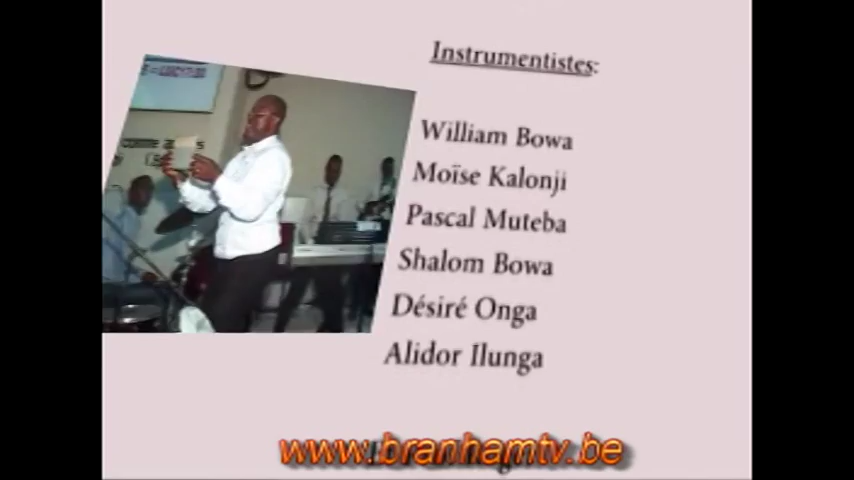 Instrumentistes:
William Bowa
Moïse Kalonji
Pascal Muteba
Shalom Bowa
Désiré Onga
Alidor Ilunga
www.branhamtv.be